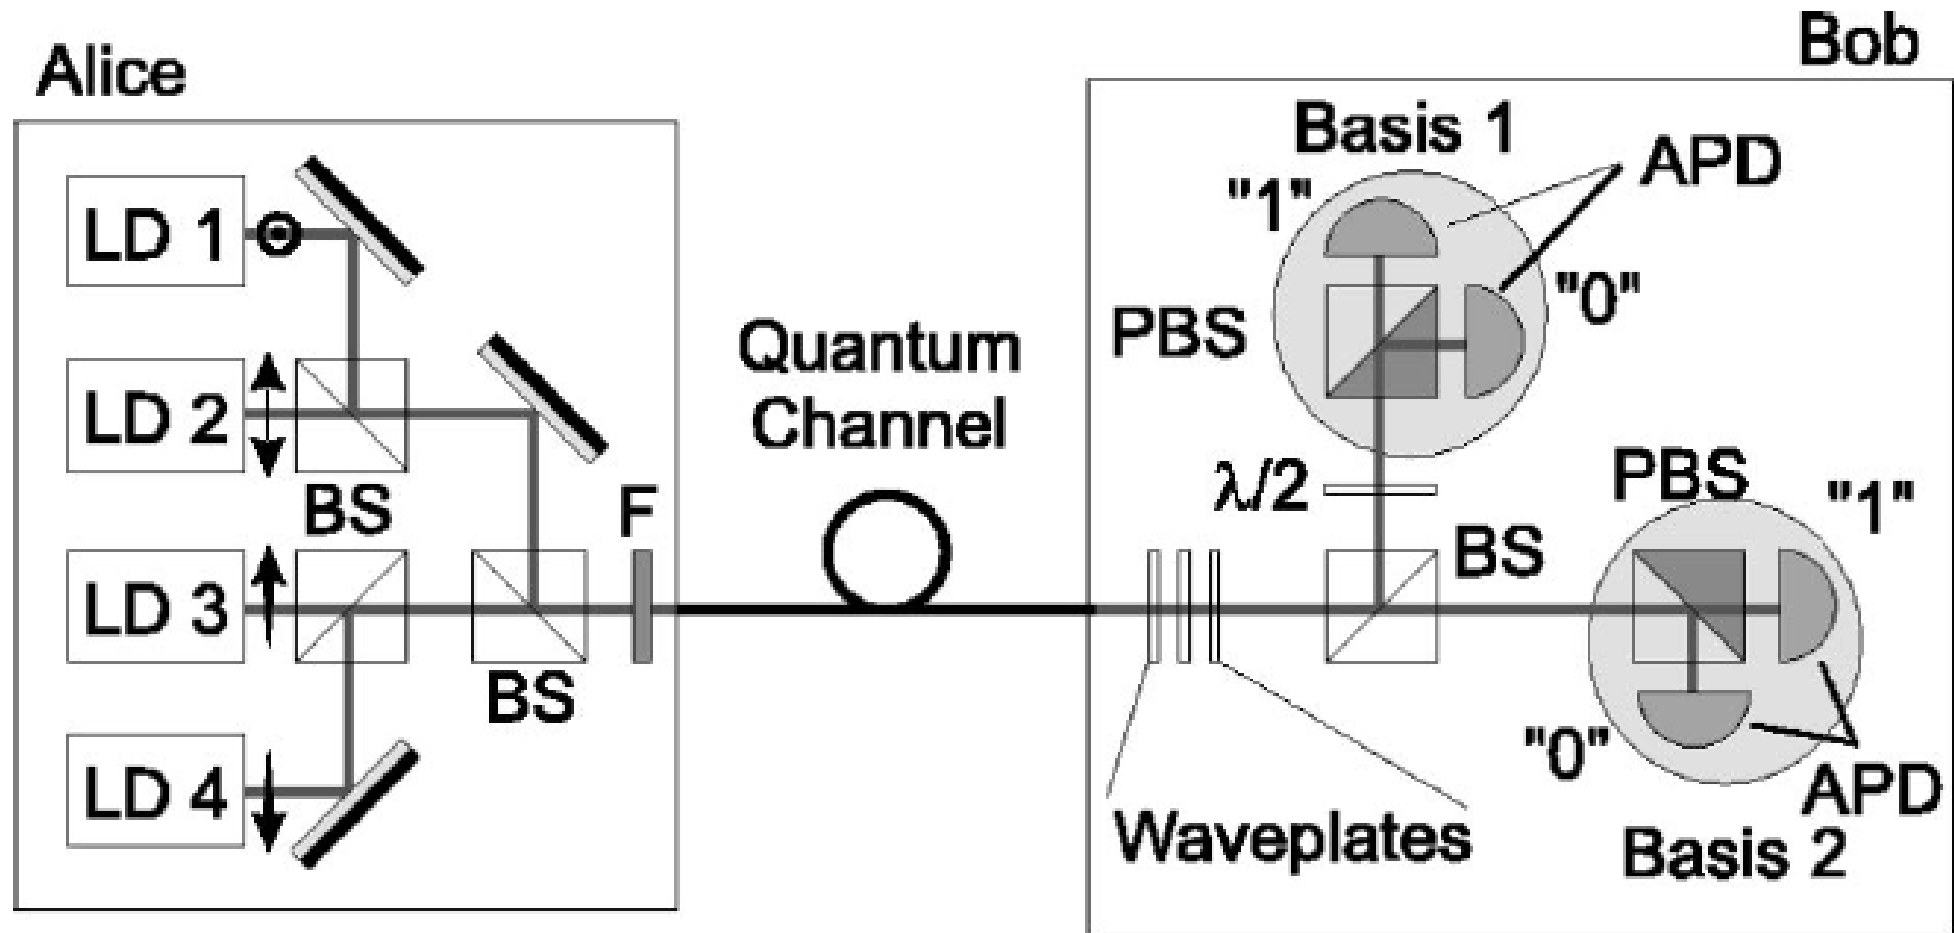 Alice
LD 1
LD 2
BS
LD 3
BS
F
LD 4
Quantum
Channel
Bob
Basis 1
APD
"1"
"0"
PBS
λ/2
BS
PBS
"1"
"0"
APD
Waveplates
Basis 2